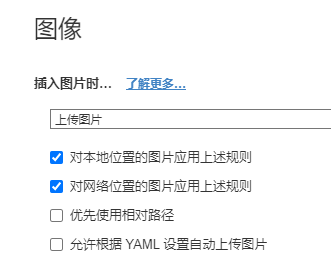 图像
插入图片时... 了解更多...
上传图片
对本地位置的图片应用上述规则
对网络位置的图片应用上述规则
优先使用相对路径
允许根据 YAML 设置自动上传图片